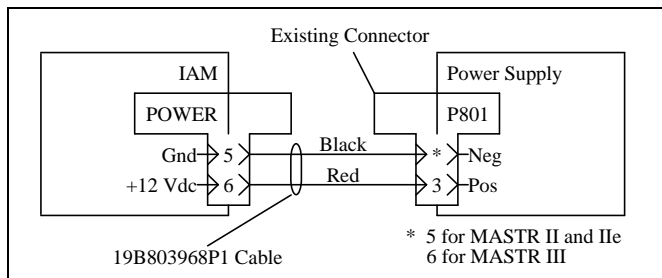 Existing Connector
IAM
Power Supply
POWER
P801
Black
Gnd 5 * Neg
Red
+12 Vdc 6 3 Pos
* 5 for MASTR II and IIe
6 for MASTR III
19B803968P1 Cable